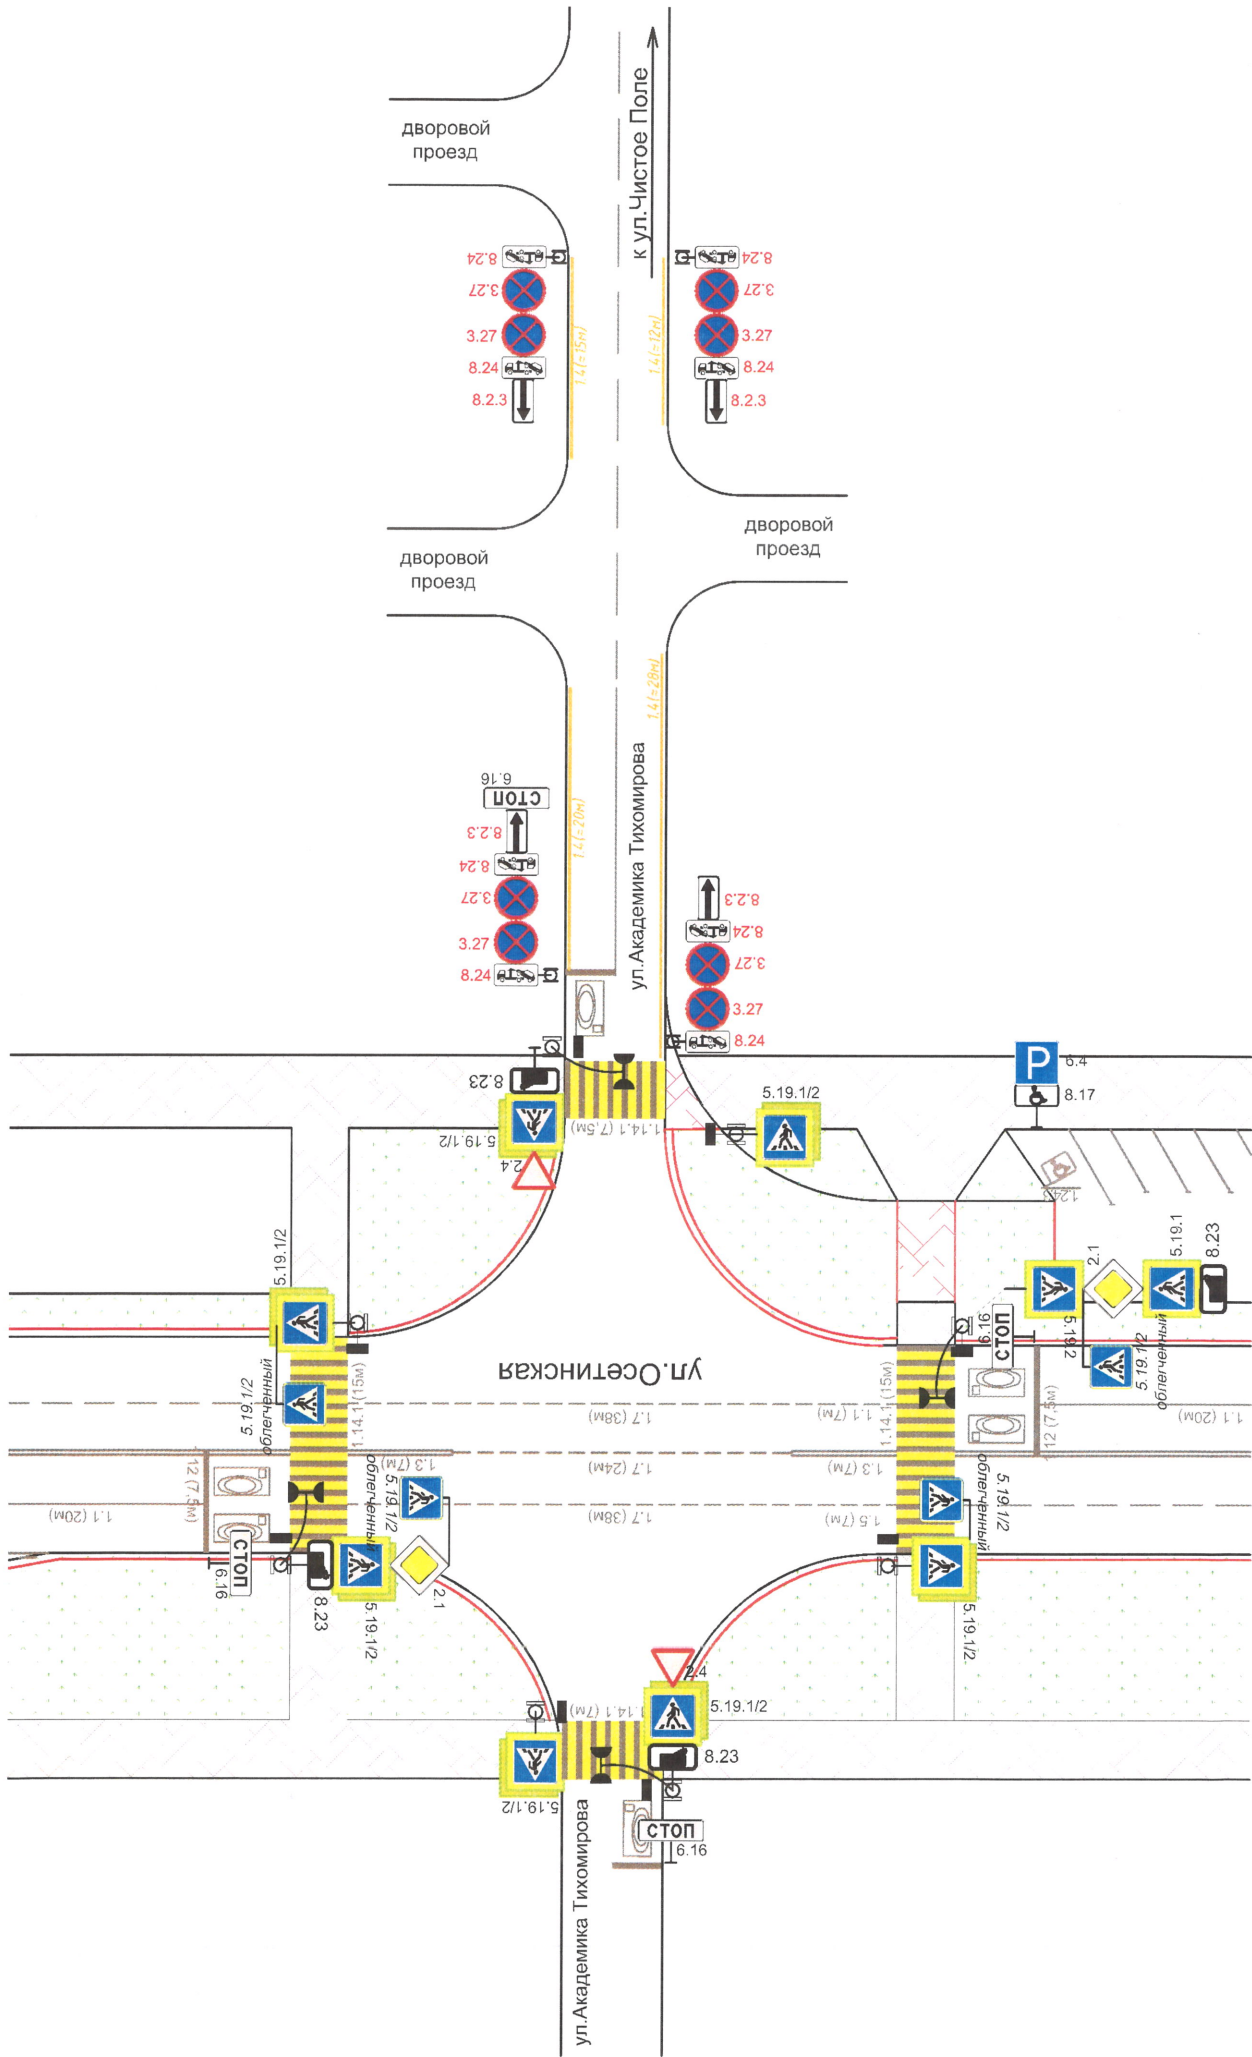 дворовой
проезд
к ул.Чистое Поле
8.24
3.27
3.27
8.24
8.2.3
1.4(=15м)
1.4(=12м)
8.24
3.27
3.27
8.24
8.2.3
дворовой
проезд
дворовой
проезд
1.4(=28м)
ул.Академика Тихомирова
6.16
СТОП
8.2.3
8.24
3.27
3.27
8.24
1.4(=20м)
8.2.3
8.24
3.27
3.27
8.24
8.23
5.19.1/2
2.4
1.14.1 (7,5м)
5.19.1/2
P
6.4
8.17
1.24.3
5.19.1/2
5.19.1/2
облегченный
1.14.1 (15м)
ул.Осетинская
1.7 (38м)
1.1 (7м)
1.14.1 (15м)
6.16
СТОП
5.19.2
2.1
5.19.1
8.23
5.19.1/2
облегченный
1.12 (7.5м)
1.1 (20м)
1.12 (7.5м)
1.1 (20м)
1.3 (7м)
1.7 (24м)
1.3 (7м)
1.7 (38м)
1.5 (7м)
СТОП
6.16
8.23
5.19.1/2
облегченный
5.19.1/2
2.1
5.19.1/2
облегченный
5.19.1/2
2.4
5.19.1/2
1.14.1 (7м)
8.23
5.19.1/2
СТОП
6.16
ул.Академика Тихомирова